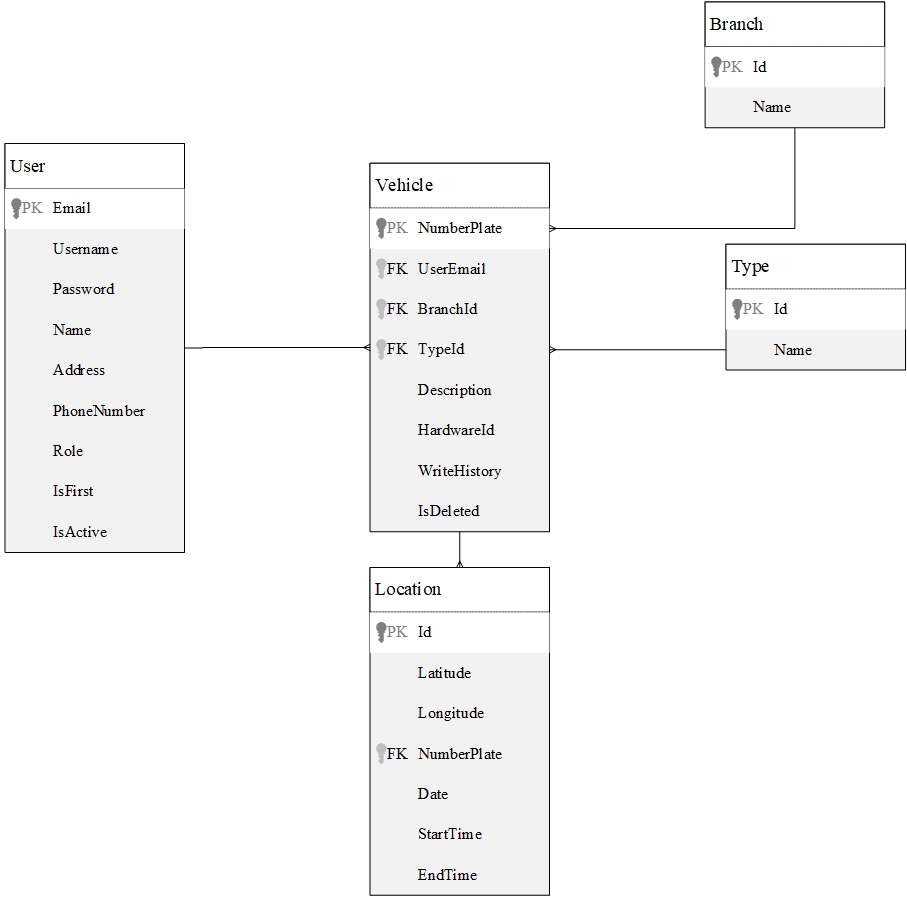 Branch
PK Id
Name
User
PK Email
Username
Password
Name
Address
PhoneNumber
Role
IsFirst
IsActive
Vehicle
PK NumberPlate
FK UserEmail
FK BranchId
FK TypeId
Description
HardwareId
WriteHistory
IsDeleted
Type
PK Id
Name
Location
PK Id
Latitude
Longitude
FK NumberPlate
Date
StartTime
EndTime